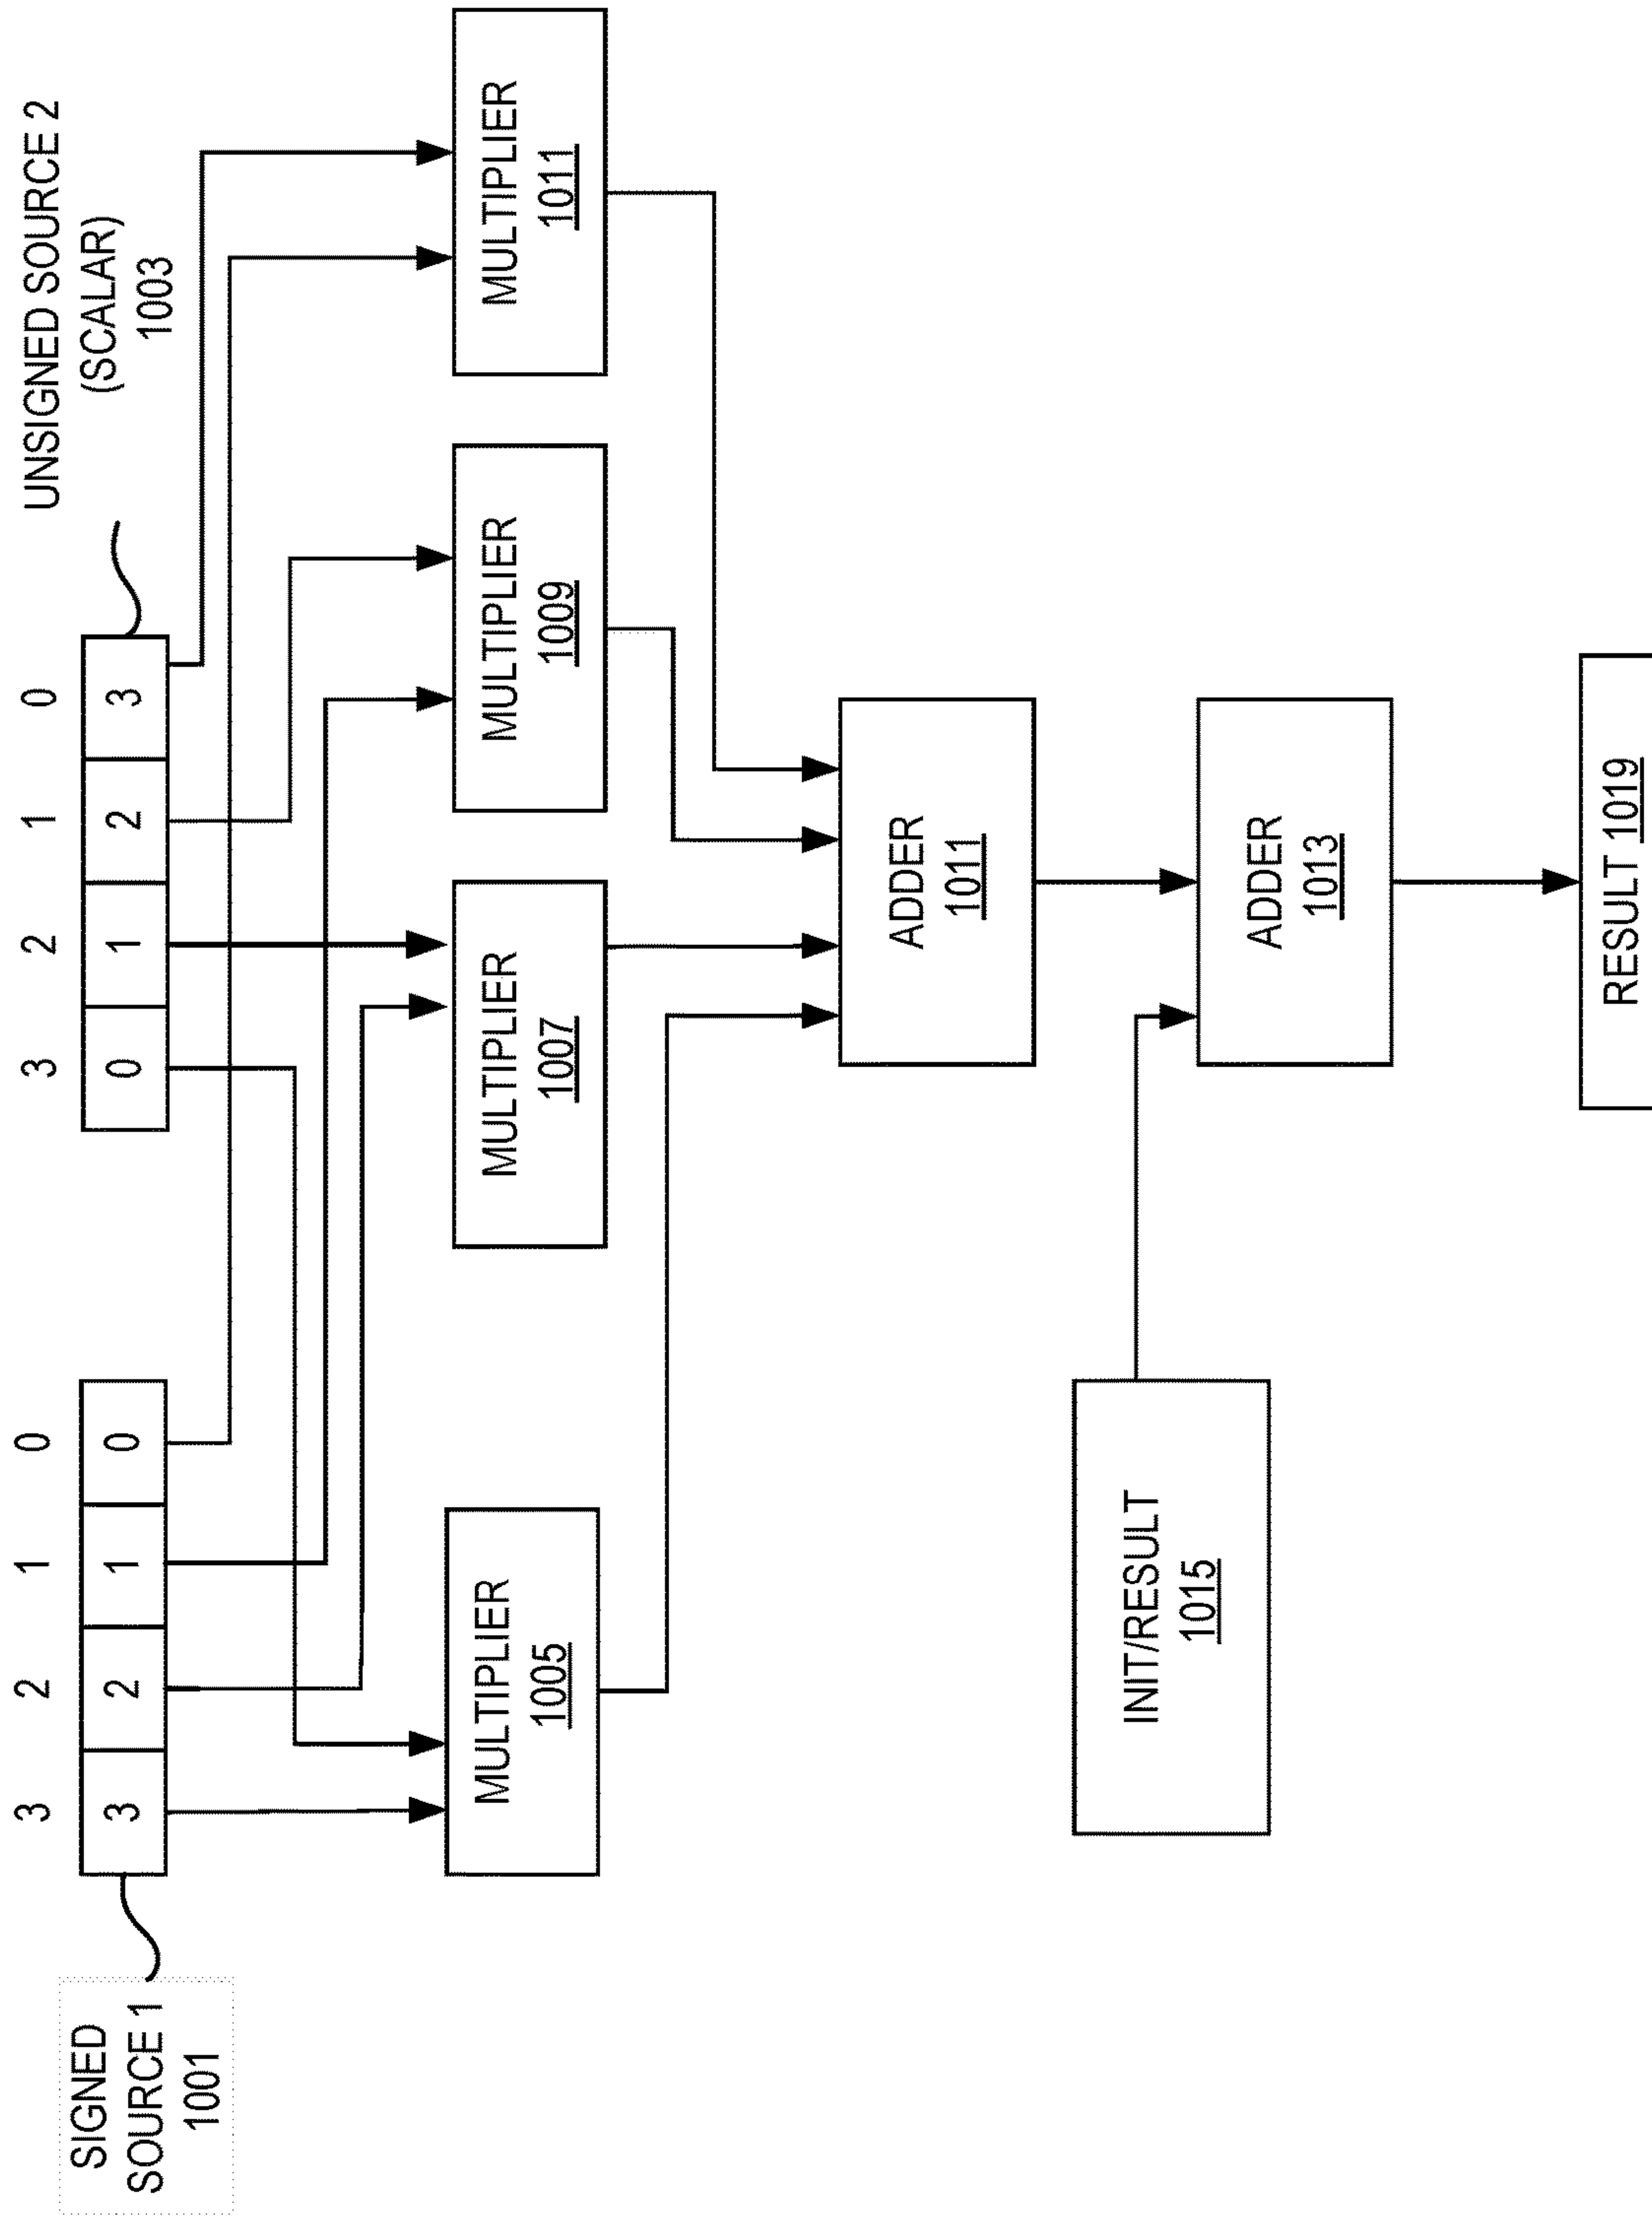 3 2 1 0
3 2 1 0
3 2 1 0
0 1 2 3
SIGNED
SOURCE 1
1001
UNSIGNED SOURCE 2
(SCALAR)
1003
MULTIPLIER
1005
MULTIPLIER
1007
MULTIPLIER
1009
MULTIPLIER
1011
ADDER
1011
INIT/RESULT
1015
ADDER
1013
RESULT 1019